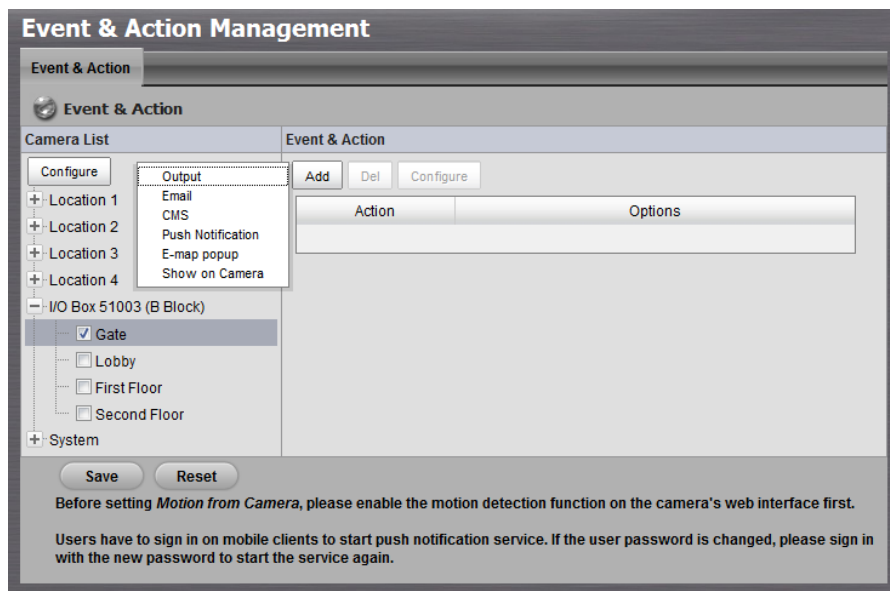 Event & Action Management
Event & Action
Event & Action
Camera List
Event & Action
Configure
Output
Email
CMS
Push Notification
E-map popup
Show on Camera
Add
Del
Configure
Action
Options
Location 1
Location 2
Location 3
Location 4
I/O Box 51003 (B Block)
Gate
Lobby
First Floor
Second Floor
System
Save
Reset
Before setting Motion from Camera, please enable the motion detection function on the camera's web interface first.
Users have to sign in on mobile clients to start push notification service. If the user password is changed, please sign in
with the new password to start the service again.